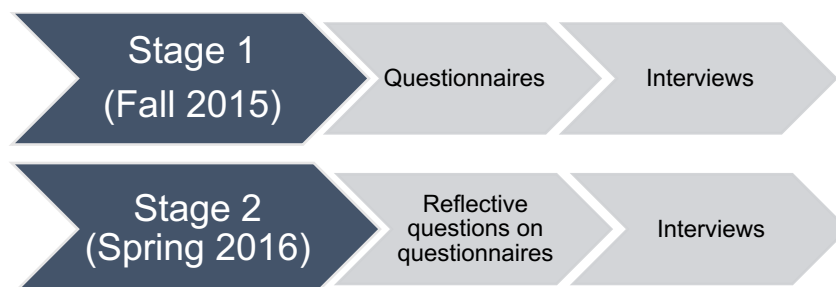 Stage 1
(Fall 2015)
Questionnaires
Interviews
Stage 2
(Spring 2016)
Reflective
questions on
questionnaires
Interviews